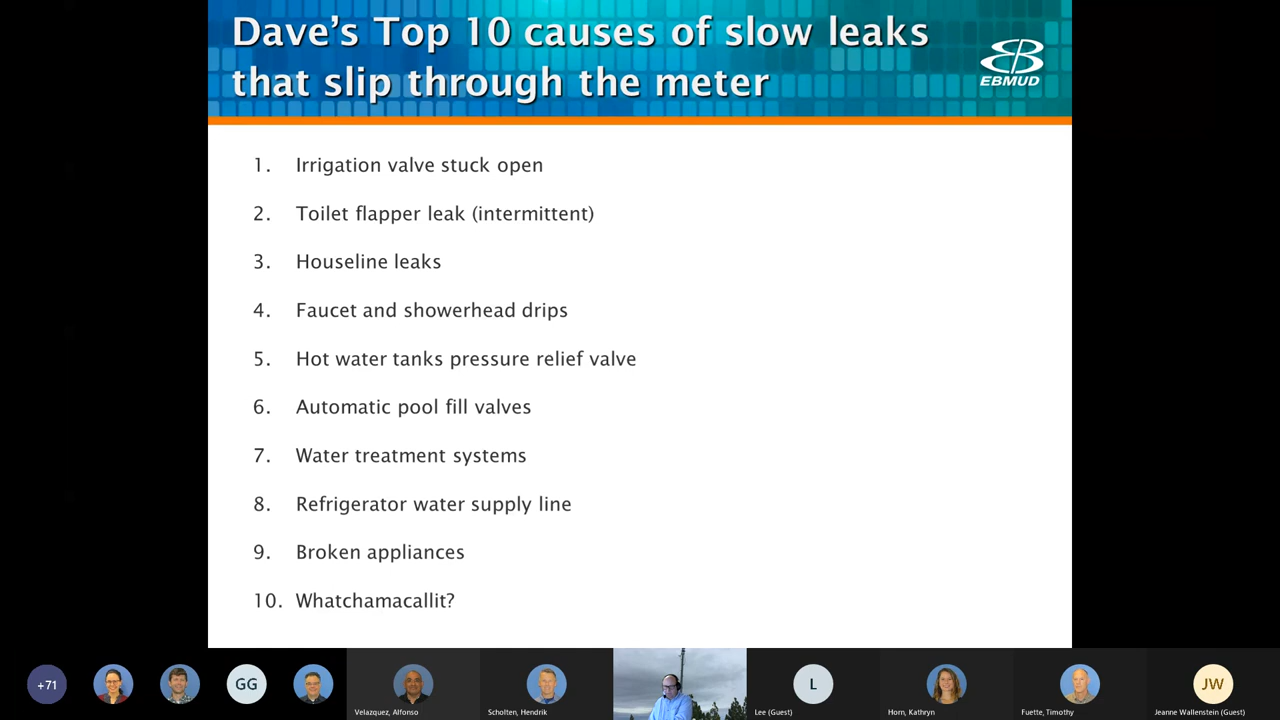 Dave's Top 10 causes of slow leaks
that slip through the meter
EBMUD
1. Irrigation valve stuck open
2. Toilet flapper leak (intermittent)
3. Houseline leaks
4. Faucet and showerhead drips
5. Hot water tanks pressure relief valve
6. Automatic pool fill valves
7. Water treatment systems
8. Refrigerator water supply line
9. Broken appliances
10. Whatchamacallit?
+71
GG
L
JW
Velazquez, Alfonso
Scholten, Hendrik
Lee (Guest)
Horn, Kathryn
Fuette, Timothy
Jeanne Wallenstein (Guest)